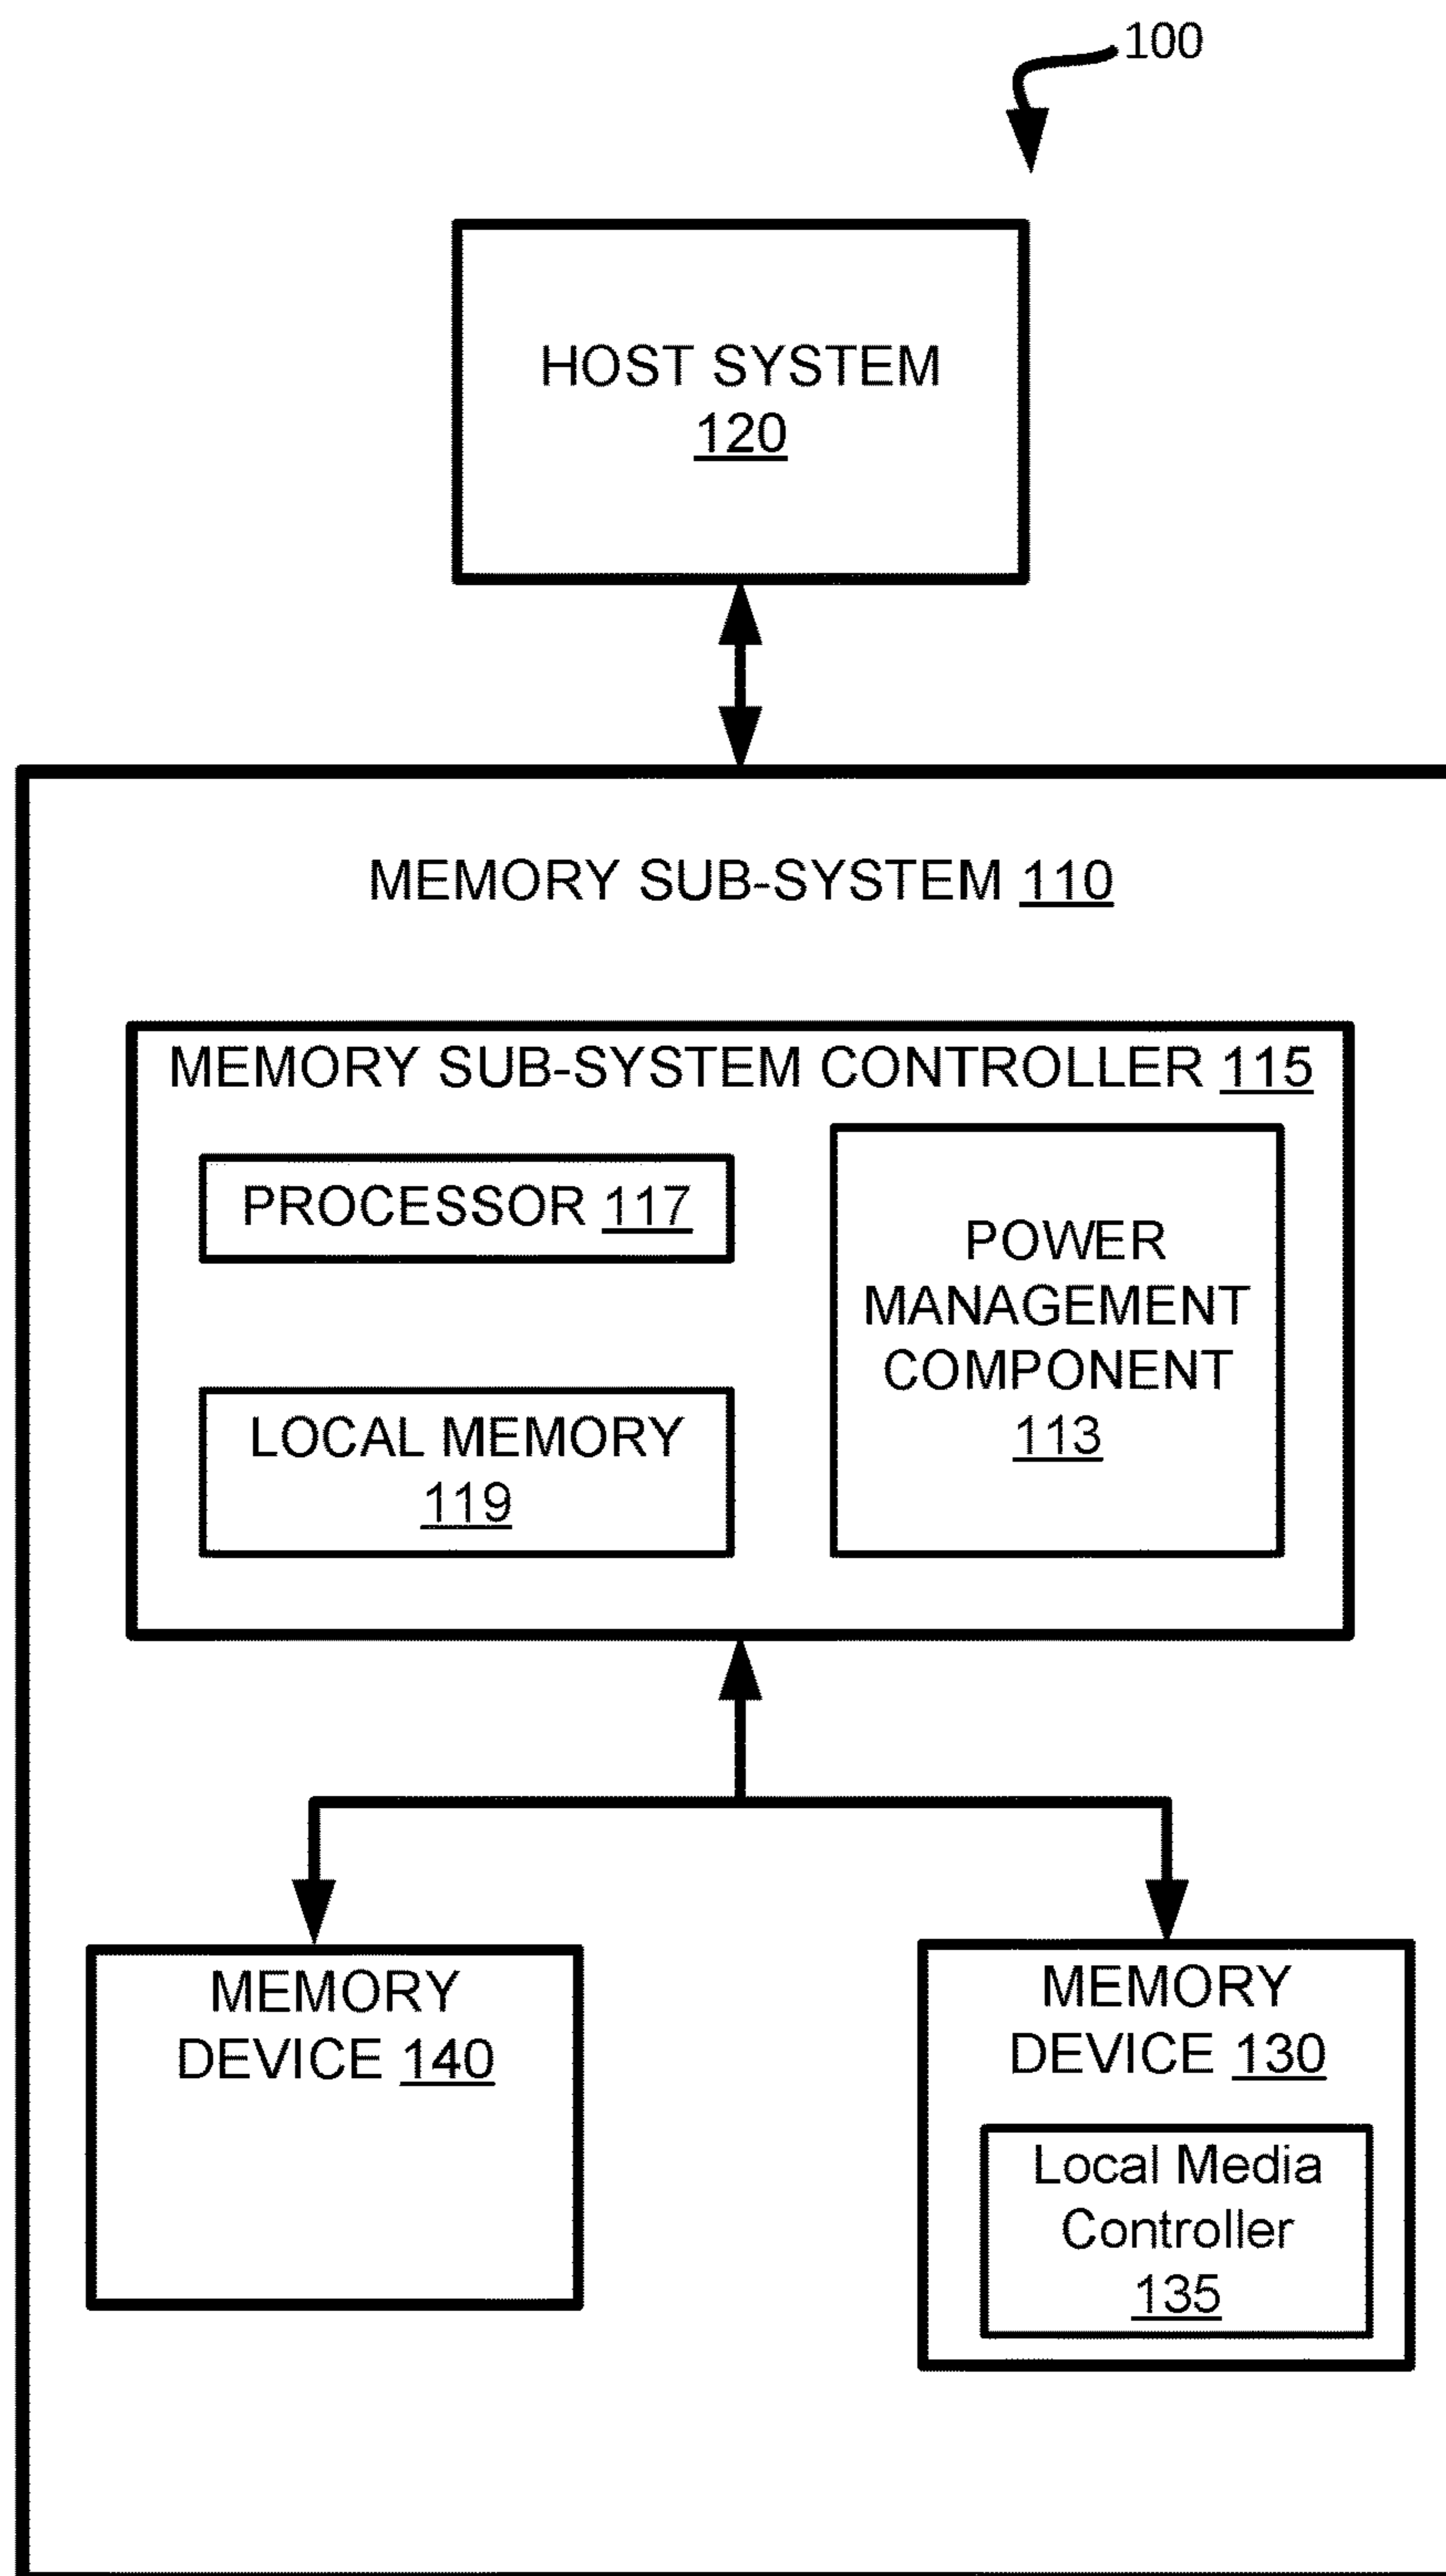 100
HOST SYSTEM
120
MEMORY SUB-SYSTEM 110
MEMORY SUB-SYSTEM CONTROLLER 115
PROCESSOR 117
POWER
MANAGEMENT
COMPONENT
113
LOCAL MEMORY
119
MEMORY
DEVICE 140
MEMORY
DEVICE 130
Local Media
Controller
135